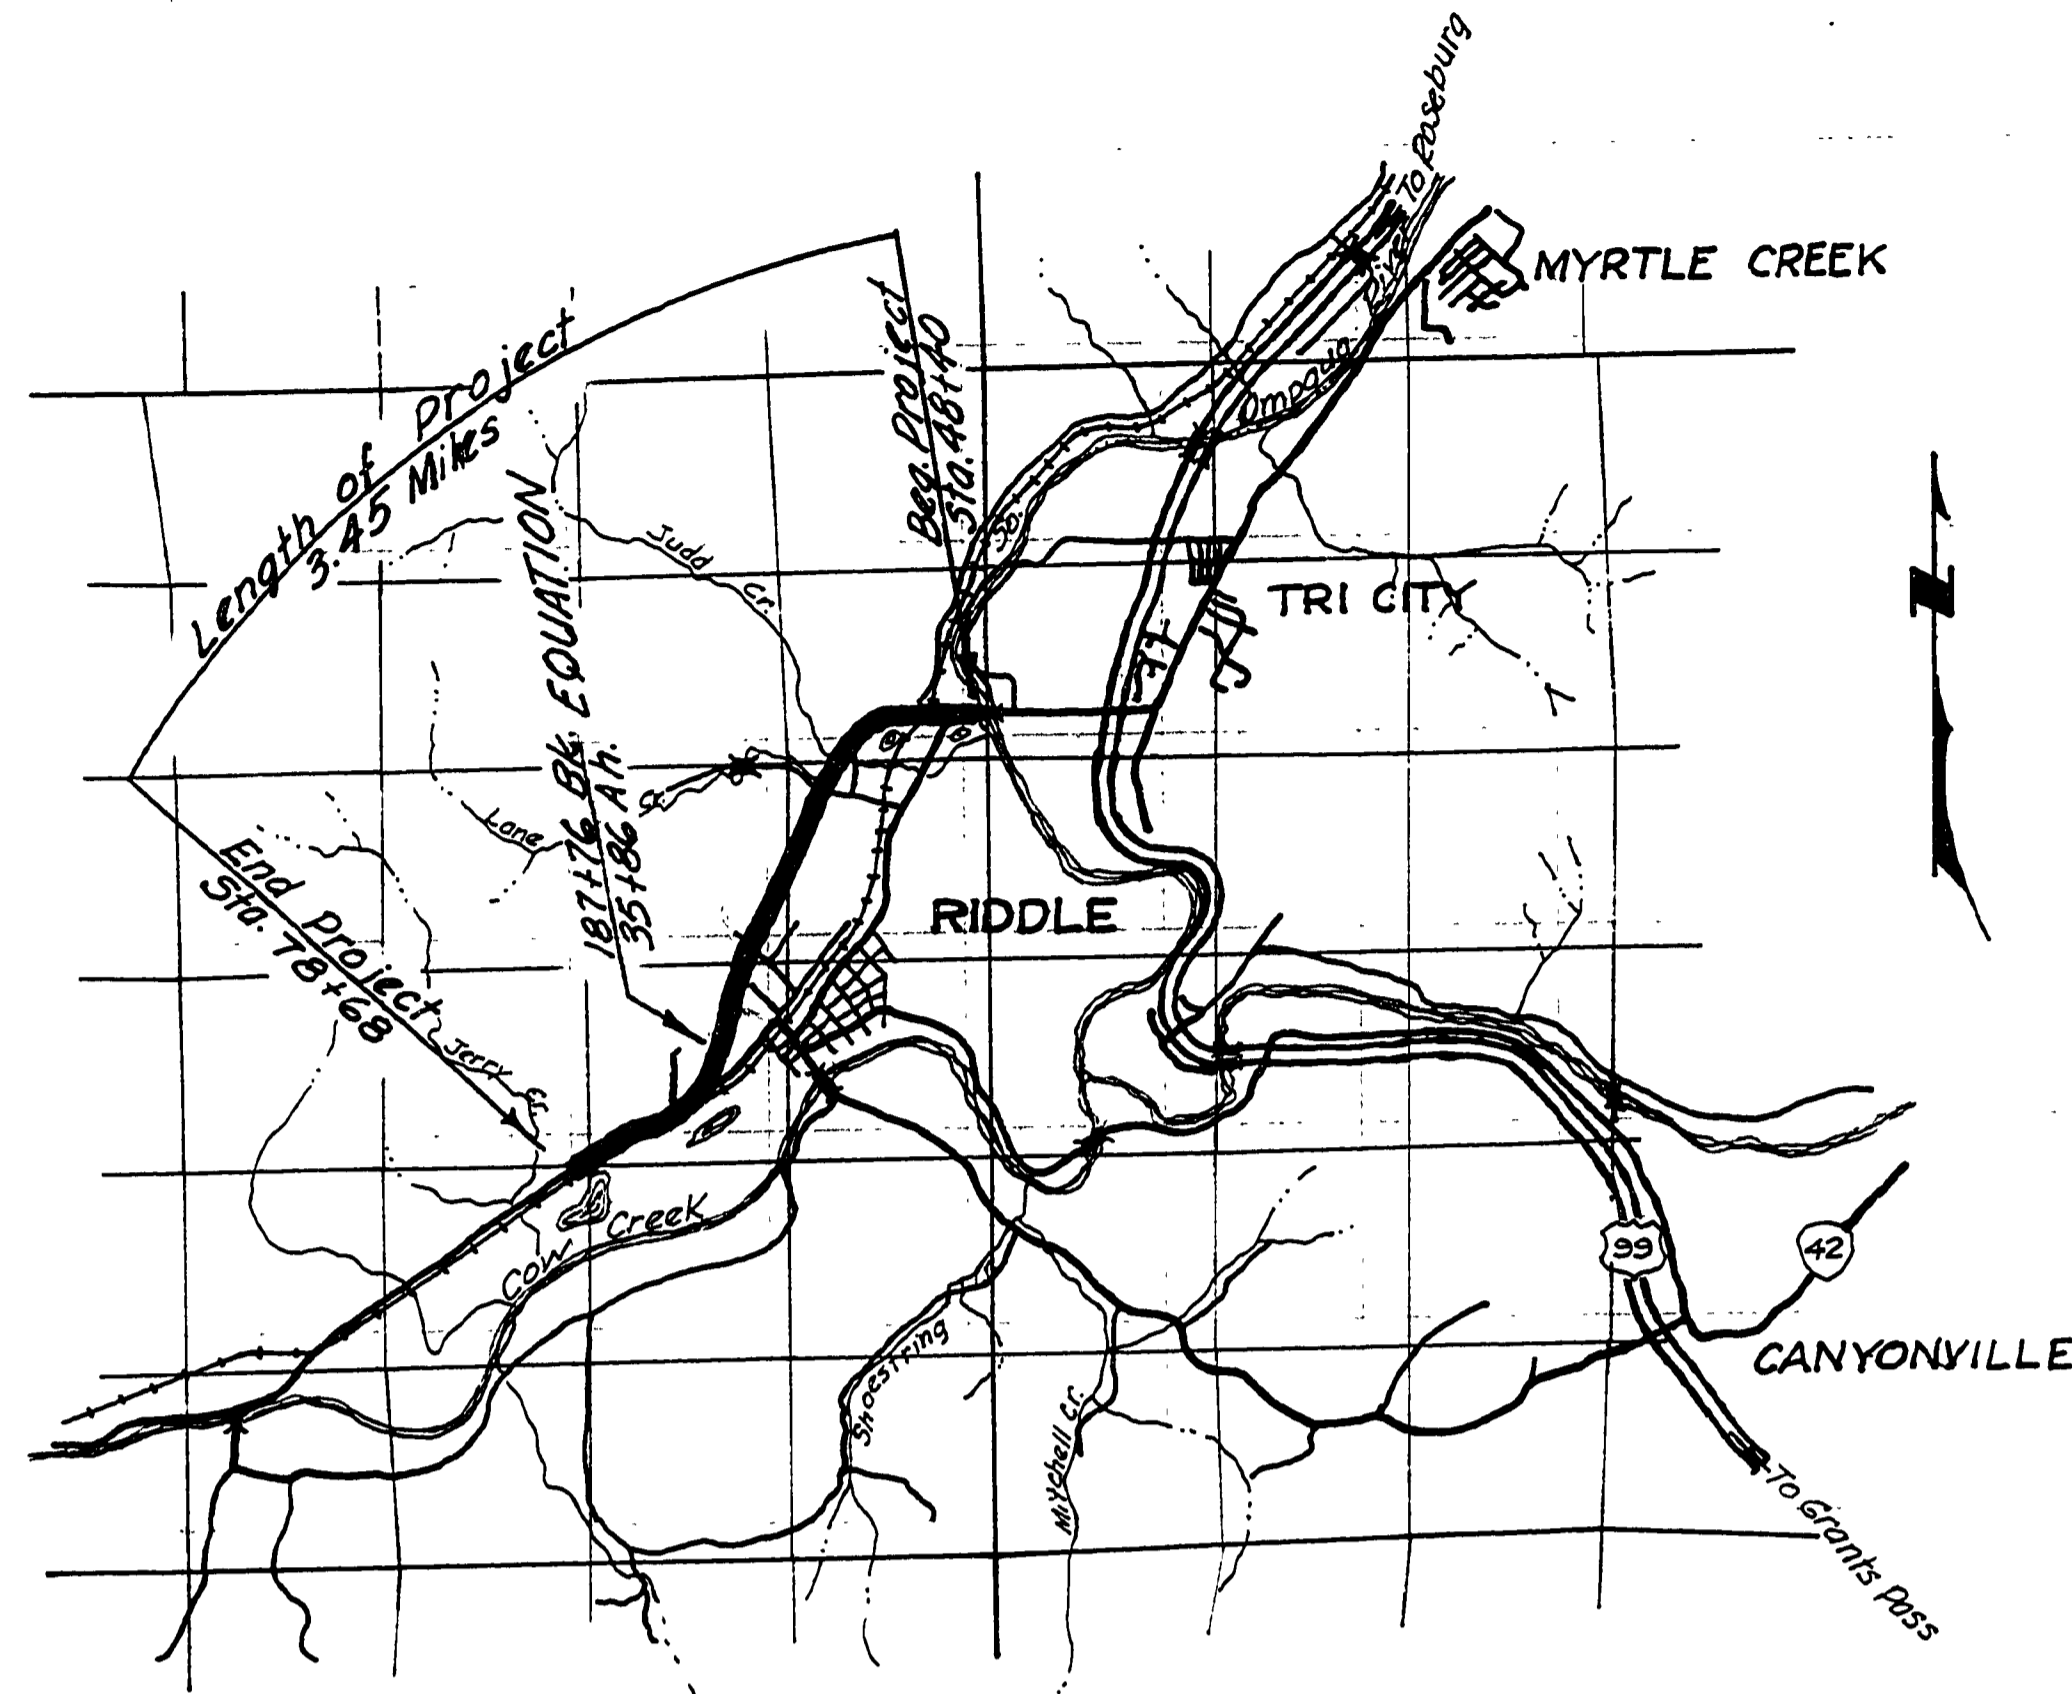 To Roseburg
MYRTLE CREEK
River
Umpqua
So.
Length of Project
3.45 Miles
Beg. Project
Sta. 48+40
EQUATION
187+76 Bk.
35+86 Ah.
Judd Cr.
TRI CITY
Lane Cr.
RIDDLE
End Project
Sta. 78+68
Jerry Cr.
Cow Creek
Shoestring
Mitchell Cr.
99
42
CANYONVILLE
To Grants Pass
N